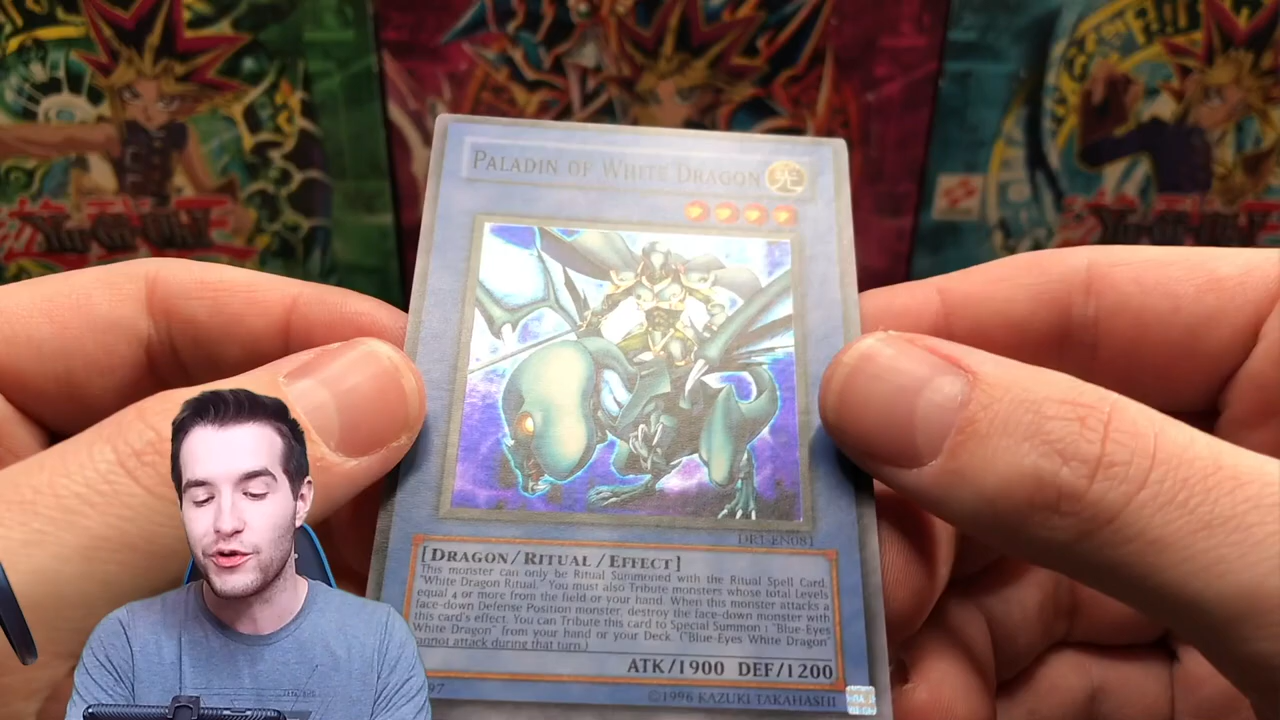 PALADIN OF WHITE DRAGON 光
DR1-EN081
[DRAGON/RITUAL/EFFECT]
This monster can only be Ritual Summoned with the Ritual Spell Card,
"White Dragon Ritual." You must also Tribute monsters whose total Levels
equal 4 or more from the field or your hand. When this monster attacks a
face-down Defense Position monster, destroy the face-down monster with
this card's effect. You can Tribute this card to Special Summon 1 "Blue-Eyes
White Dragon" from your hand or your Deck. ("Blue-Eyes White Dragon"
cannot attack during that turn.)
ATK/1900 DEF/1200
97 ©1996 KAZUKI TAKAHASHI